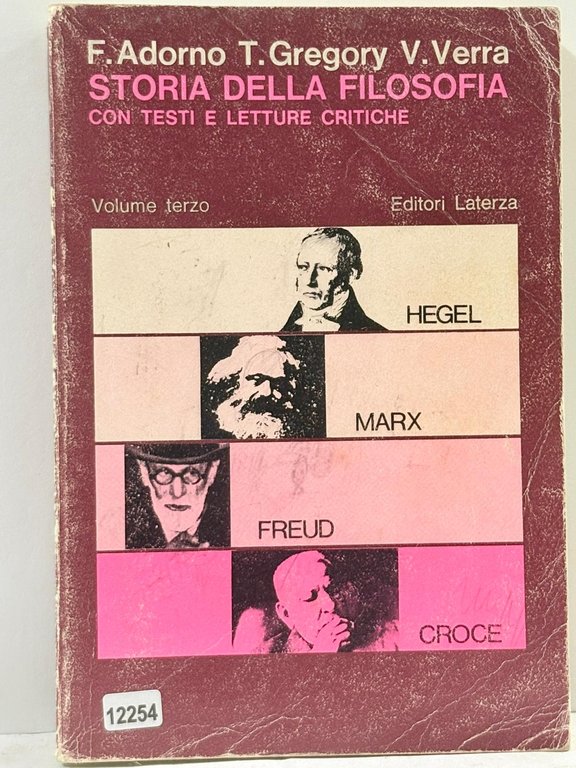 F. Adorno T. Gregory V. Verra
STORIA DELLA FILOSOFIA
CON TESTI E LETTURE CRITICHE
Volume terzo
Editori Laterza
HEGEL
MARX
FREUD
CROCE
12254